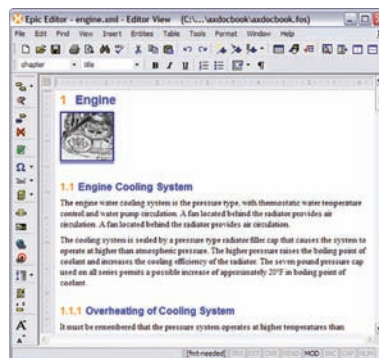 Epic Editor - engine.xml - Editor View (C:\...\axdocbook\axdocbook.fos)
File Edit Find View Insert Entities Table Tools Format Window Help
chapter title B I U
1 Engine
1.1 Engine Cooling System
The engine water cooling system is the pressure type, with thermostatic water temperature
control and water pump circulation. A fan located behind the radiator provides air
circulation. A fan located behind the radiator provides air circulation.
The cooling system is sealed by a pressure type radiator filler cap that causes the system to
operate at higher than atmospheric pressure. The higher pressure raises the boiling point of
coolant and increases the cooling efficiency of the radiator. The seven pound pressure cap
used on all series permits a possible increase of approximately 20°F in boiling point of
coolant.
1.1.1 Overheating of Cooling System
It must be remembered that the pressure system operates at higher temperatures than
MOD